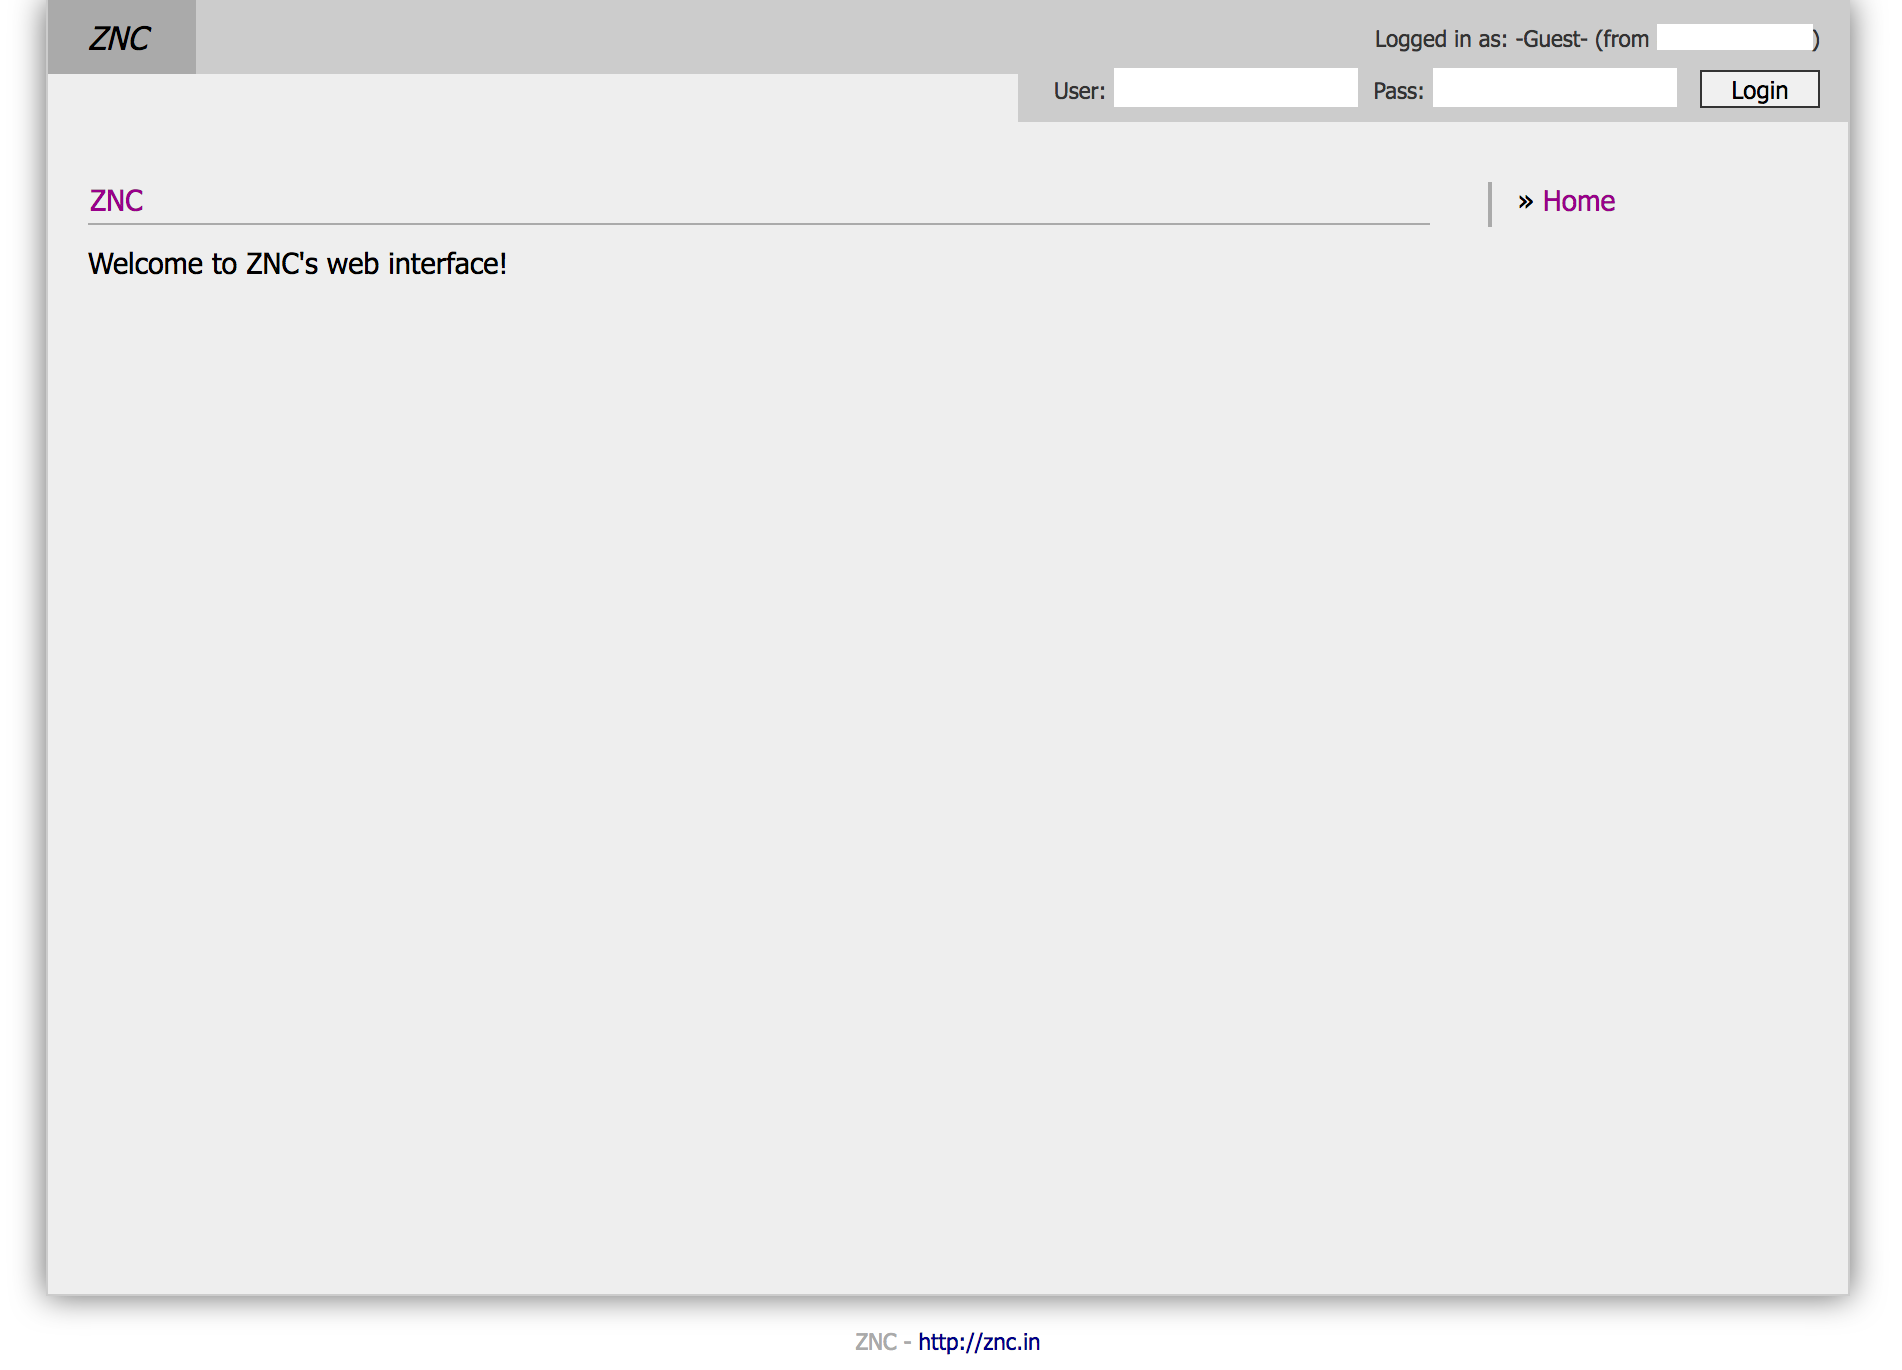 ZNC
Logged in as: -Guest- (from )
User: Pass: Login
ZNC
» Home
Welcome to ZNC's web interface!
ZNC - http://znc.in